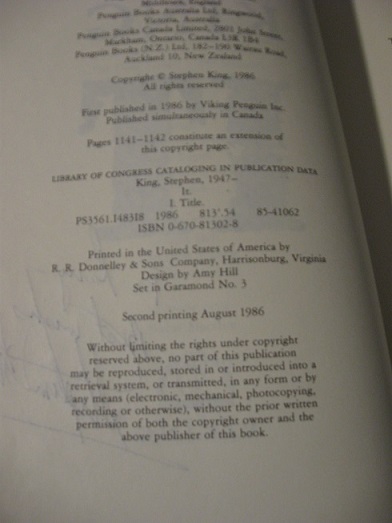 Middlesex, England
Penguin Books Australia Ltd, Ringwood,
Victoria, Australia
Penguin Books Canada Limited, 2801 John Street,
Markham, Ontario, Canada L3R 1B4
Penguin Books (N.Z.) Ltd, 182–190 Wairau Road,
Auckland 10, New Zealand
Copyright © Stephen King, 1986
All rights reserved
First published in 1986 by Viking Penguin Inc.
Published simultaneously in Canada
Pages 1141–1142 constitute an extension of
this copyright page.
LIBRARY OF CONGRESS CATALOGING IN PUBLICATION DATA
King, Stephen, 1947–
It.
I. Title.
PS3561.I483I8 1986 813'.54 85-41062
ISBN 0-670-81302-8
Printed in the United States of America by
R. R. Donnelley & Sons Company, Harrisonburg, Virginia
Design by Amy Hill
Set in Garamond No. 3
Second printing August 1986
Without limiting the rights under copyright
reserved above, no part of this publication
may be reproduced, stored in or introduced into a
retrieval system, or transmitted, in any form or by
any means (electronic, mechanical, photocopying,
recording or otherwise), without the prior written
permission of both the copyright owner and the
above publisher of this book.